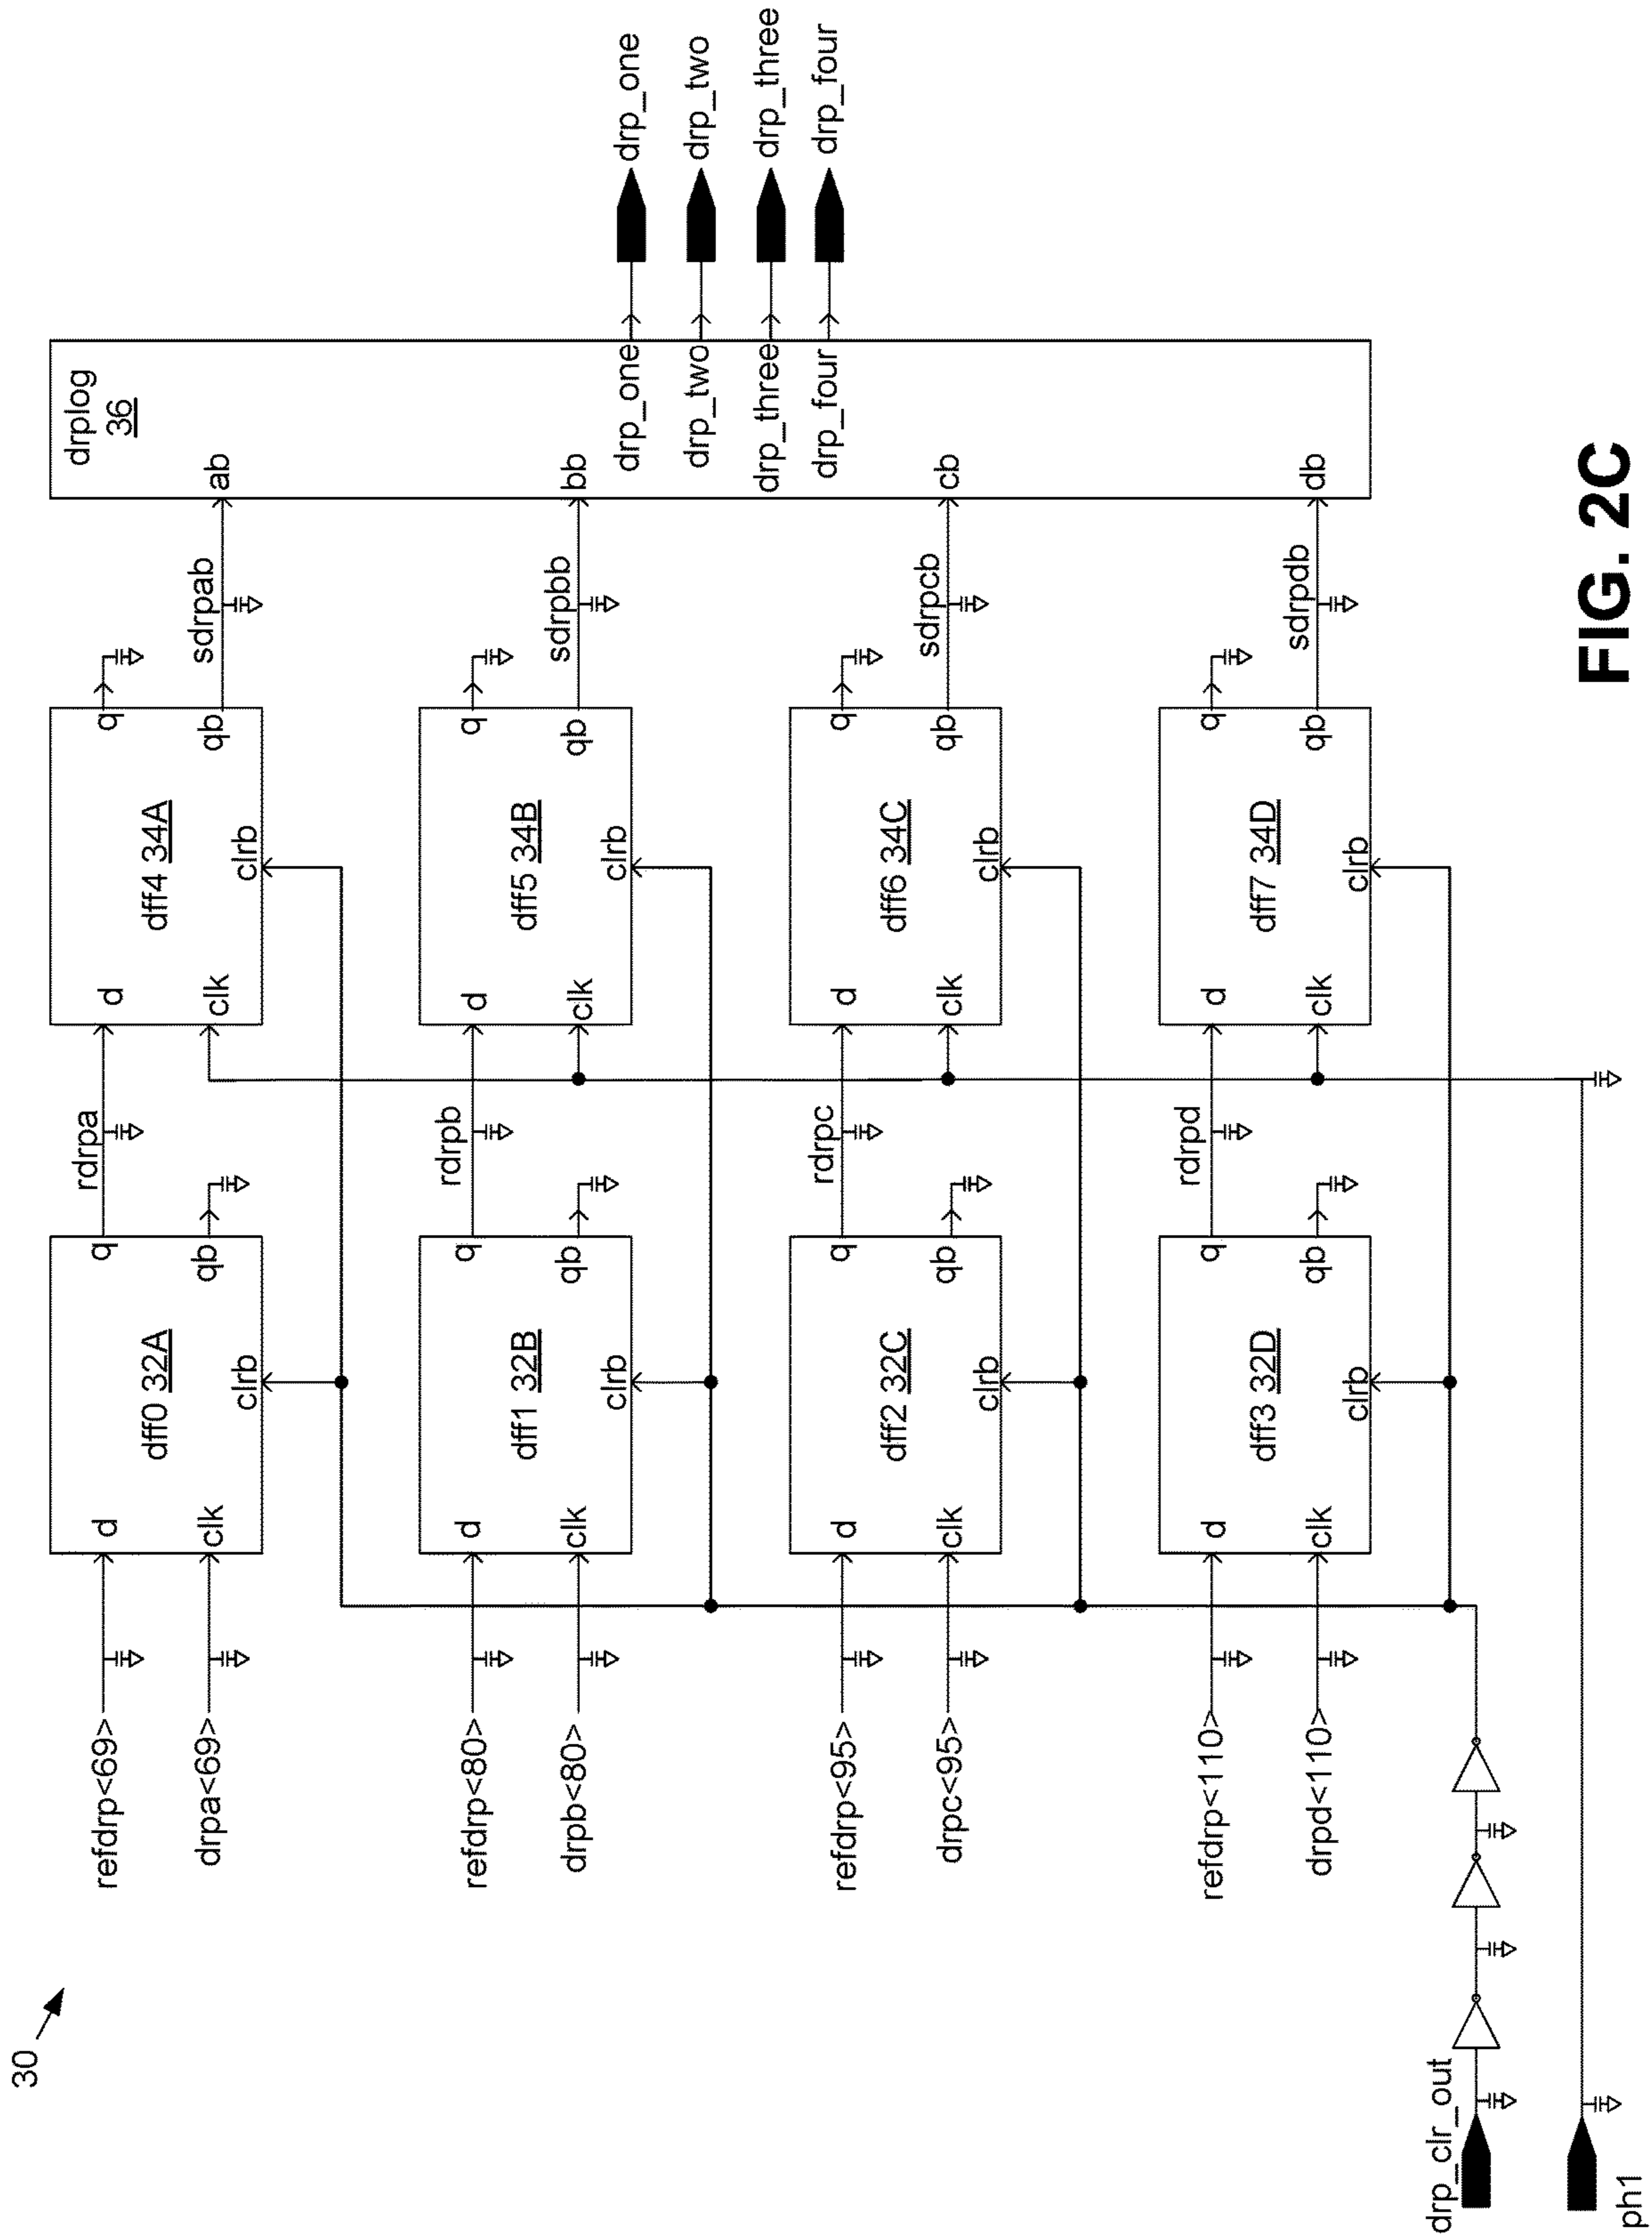 30
refdrp<69>
drpa<69>
d
clk
dff0 32A
clrb
q
qb
rdrpa
d
clk
dff4 34A
clrb
q
qb
sdrpab
refdrp<80>
drpb<80>
d
clk
dff1 32B
clrb
q
qb
rdrpb
d
clk
dff5 34B
clrb
q
qb
sdrpbb
refdrp<95>
drpc<95>
d
clk
dff2 32C
clrb
q
qb
rdrpc
d
clk
dff6 34C
clrb
q
qb
sdrpcb
refdrp<110>
drpd<110>
d
clk
dff3 32D
clrb
q
qb
rdrpd
d
clk
dff7 34D
clrb
q
qb
sdrpdb
drplog
36
ab
bb
cb
db
drp_one
drp_two
drp_three
drp_four
drp_one
drp_two
drp_three
drp_four
drp_clr_out
ph1
FIG. 2C